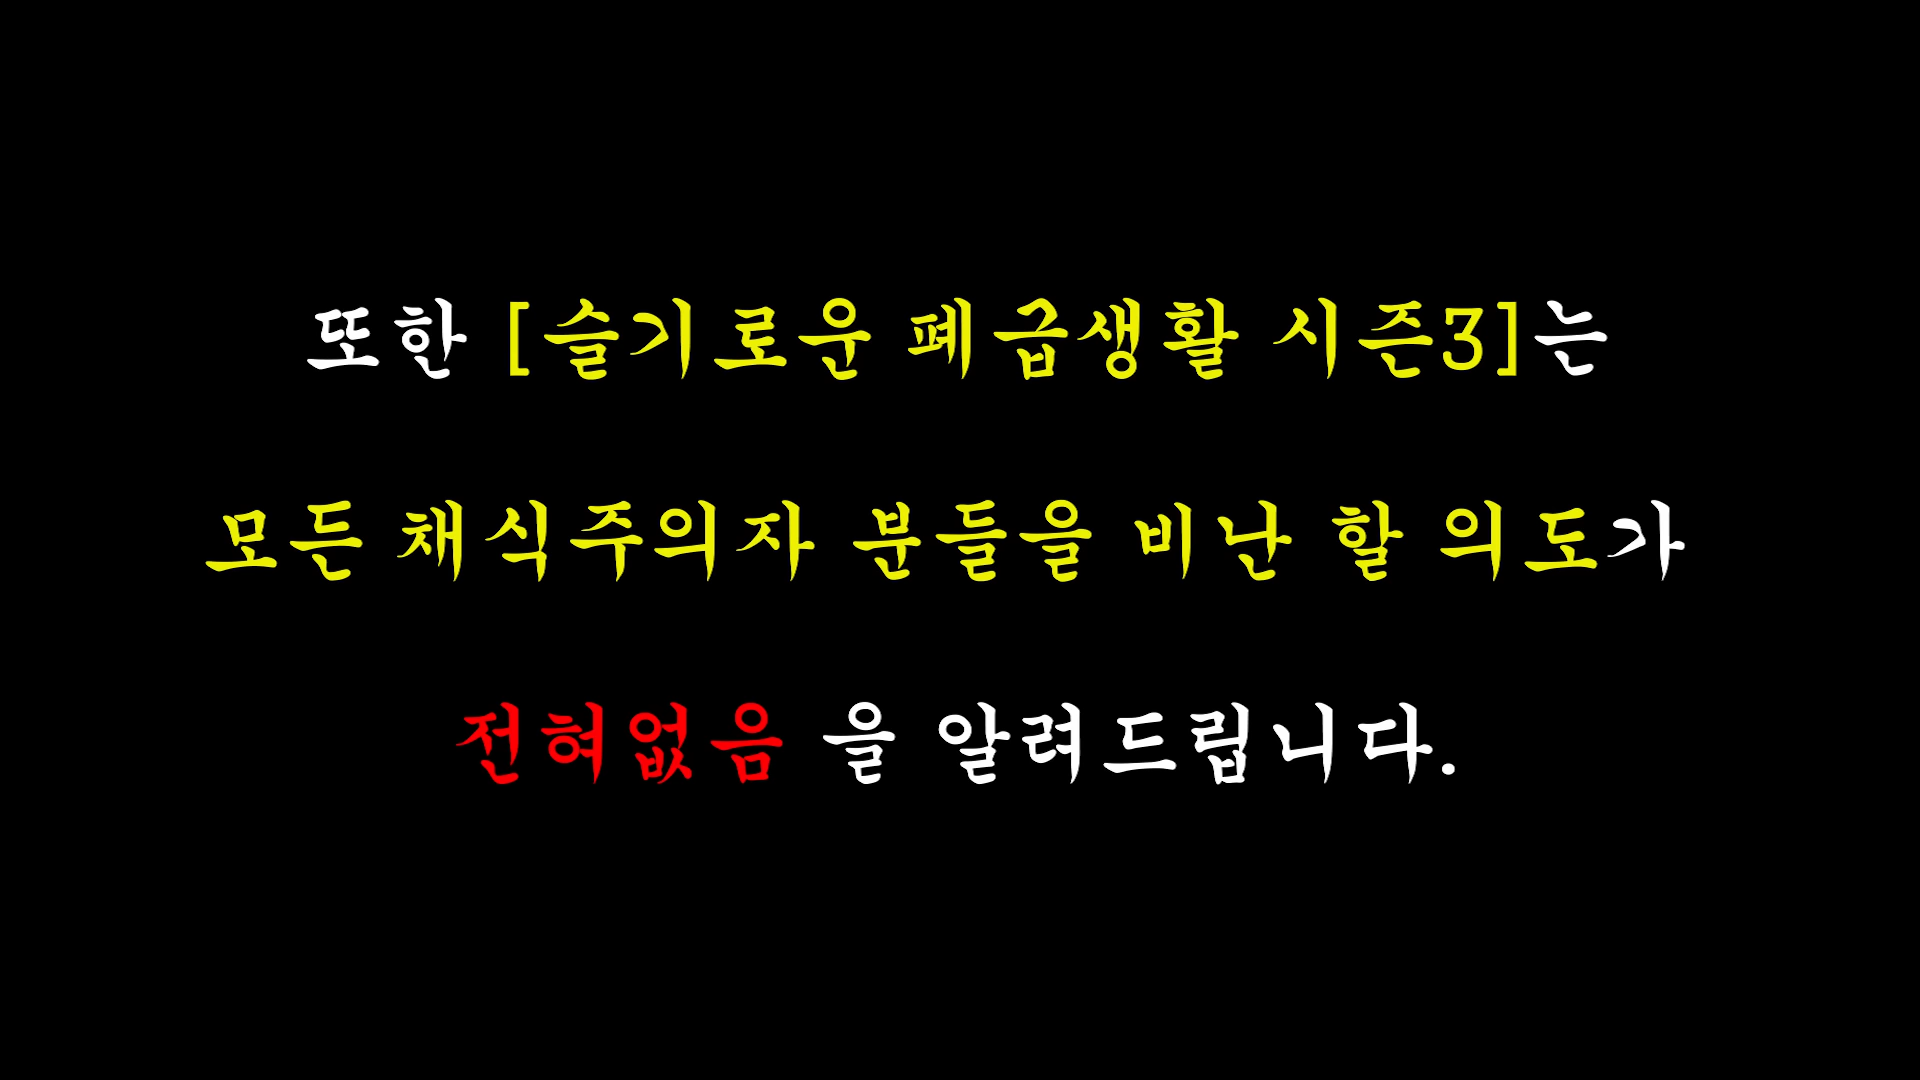 또한 [슬기로운 폐급생활 시즌3]는
모든 채식주의자 분들을 비난 할 의도가
전혀없음 을 알려드립니다.